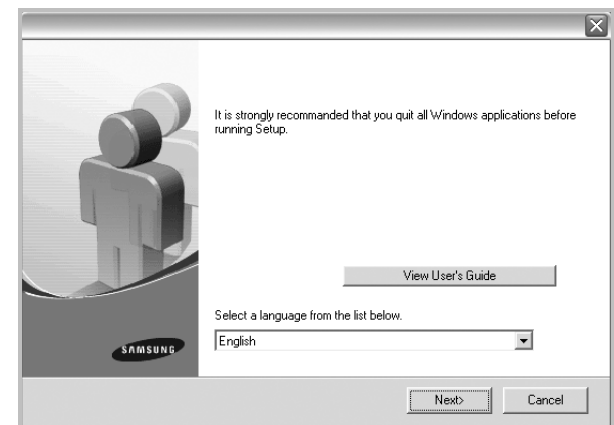 It is strongly recommanded that you quit all Windows applications before
running Setup.
View User's Guide
Select a language from the list below.
English
SAMSUNG
Next>
Cancel